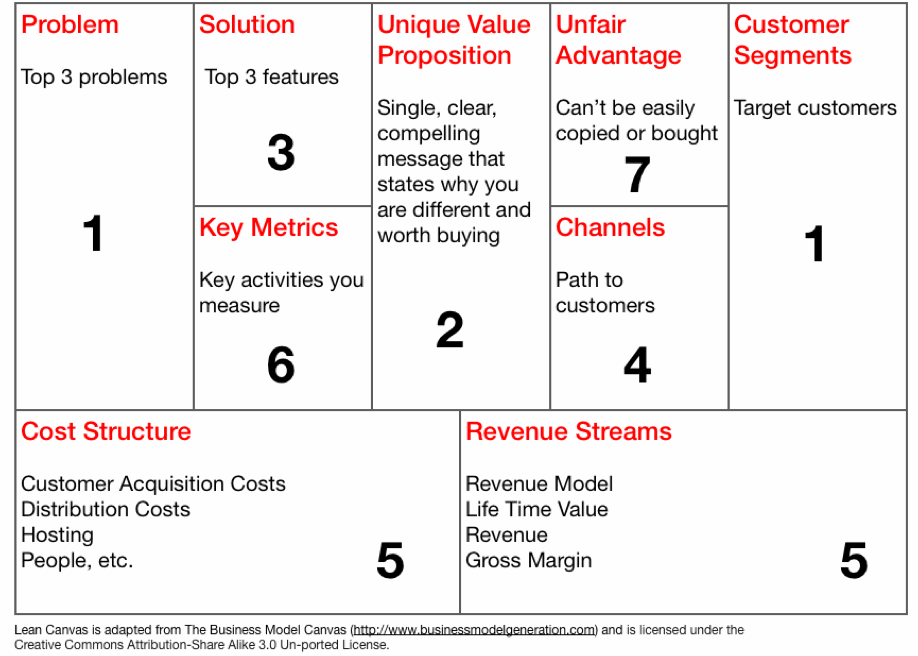 Problem
Top 3 problems
1
Solution
Top 3 features
3
Key Metrics
Key activities you
measure
6
Unique Value
Proposition
Single, clear,
compelling
message that
states why you
are different and
worth buying
2
Unfair
Advantage
Can't be easily
copied or bought
7
Channels
Path to
customers
4
Customer
Segments
Target customers
1
Cost Structure
Customer Acquisition Costs
Distribution Costs
Hosting
People, etc.
5
Revenue Streams
Revenue Model
Life Time Value
Revenue
Gross Margin
5
Lean Canvas is adapted from The Business Model Canvas (http://www.businessmodelgeneration.com) and is licensed under the
Creative Commons Attribution-Share Alike 3.0 Un-ported License.